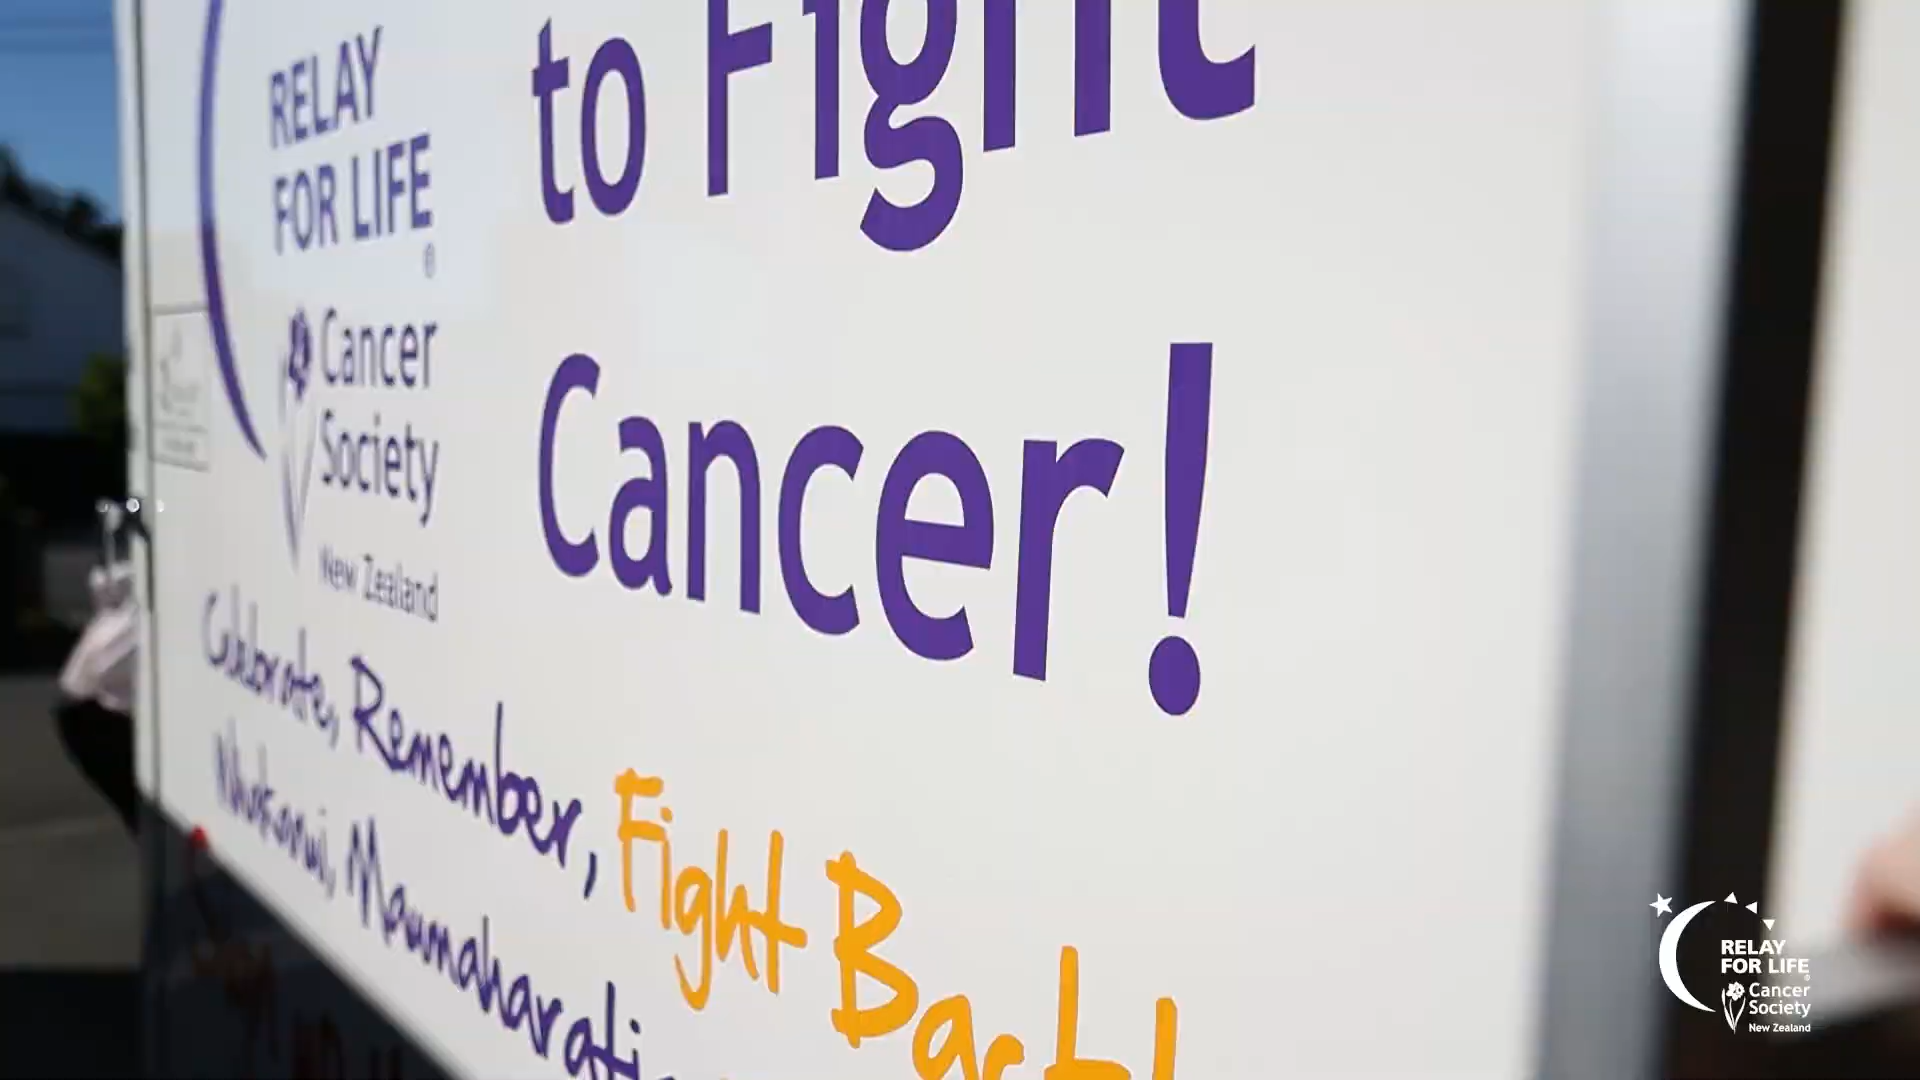 to Fight
Cancer!
RELAY
FOR LIFE
®
Cancer
Society
New Zealand
Celebrate, Remember, Fight Back!
Whakanui, Maumaharatia
RELAY
FOR LIFE
Cancer
Society
New Zealand